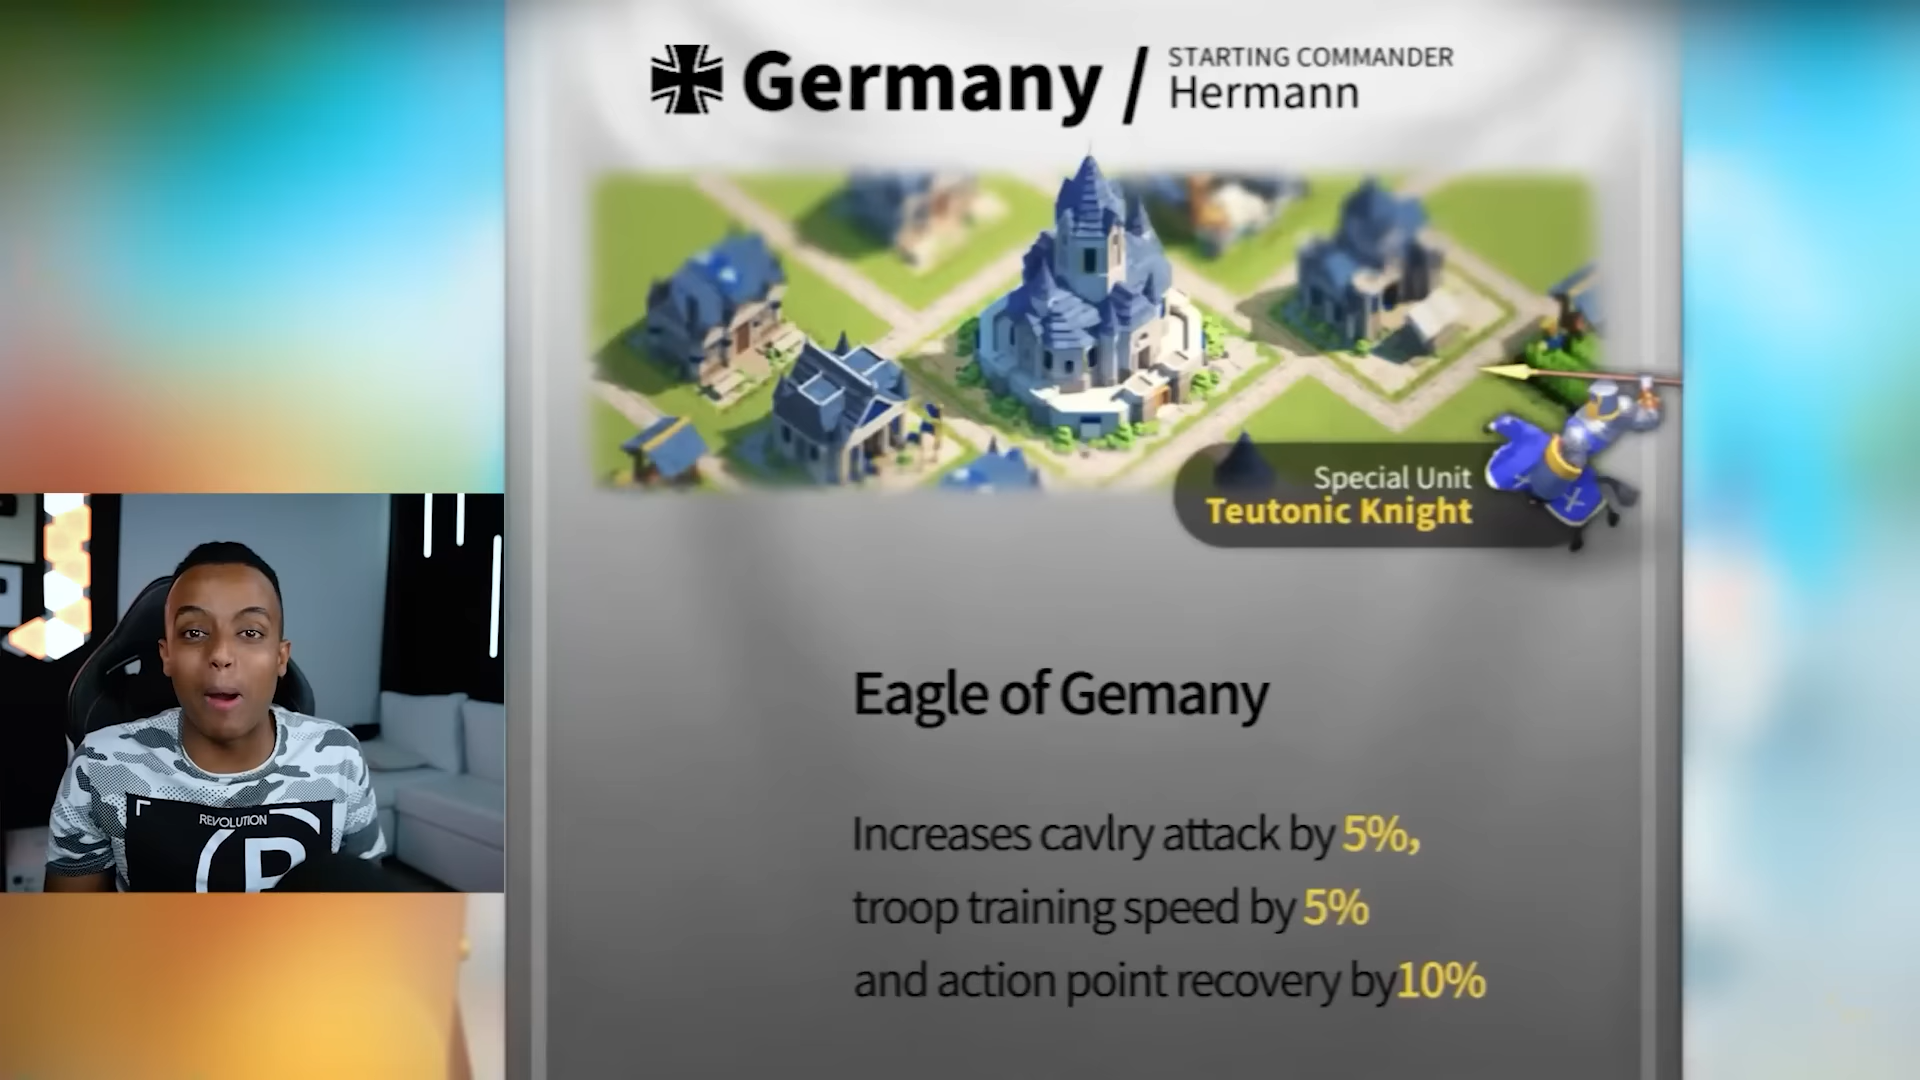 Germany /
STARTING COMMANDER
Hermann
Special Unit
Teutonic Knight
Eagle of Gemany
Increases cavlry attack by 5%,
troop training speed by 5%
and action point recovery by10%
REVOLUTION
R